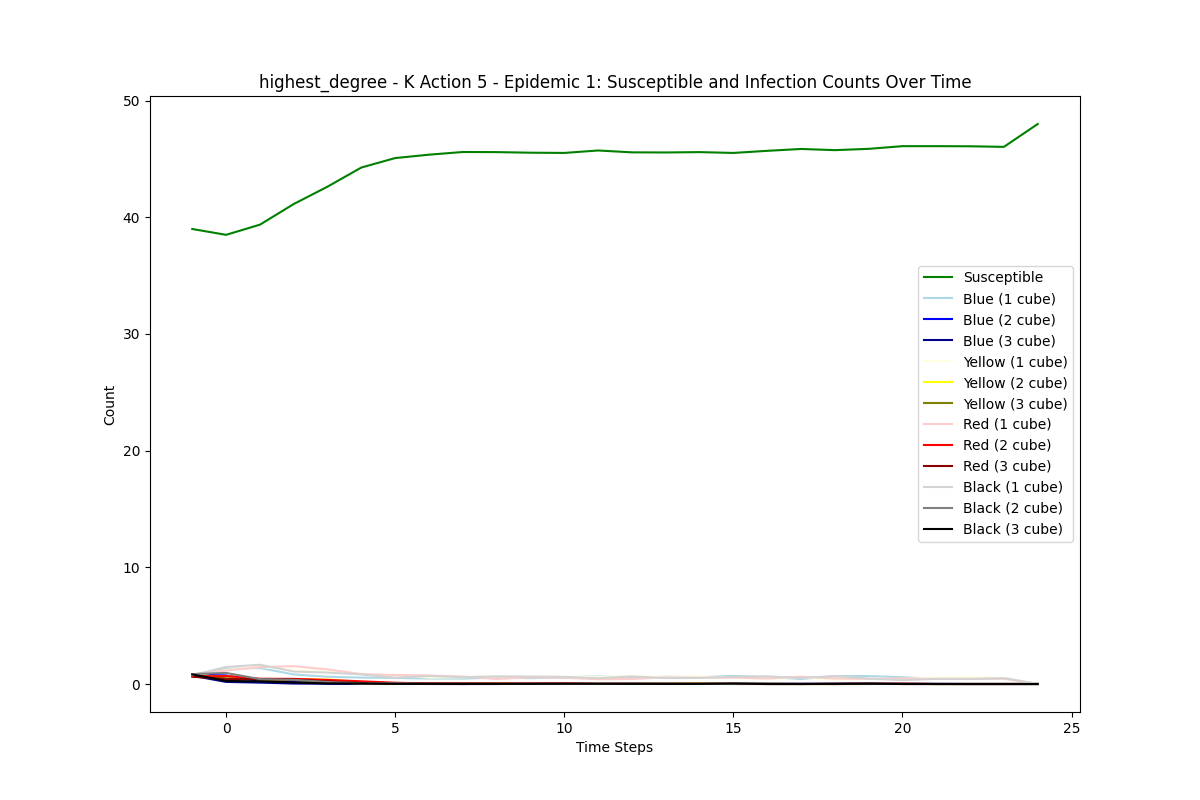 highest_degree - K Action 5 - Epidemic 1: Susceptible and Infection Counts Over Time
50
40
30
20
10
0
Count
Susceptible
Blue (1 cube)
Blue (2 cube)
Blue (3 cube)
Yellow (1 cube)
Yellow (2 cube)
Yellow (3 cube)
Red (1 cube)
Red (2 cube)
Red (3 cube)
Black (1 cube)
Black (2 cube)
Black (3 cube)
0 5 10 15 20 25
Time Steps